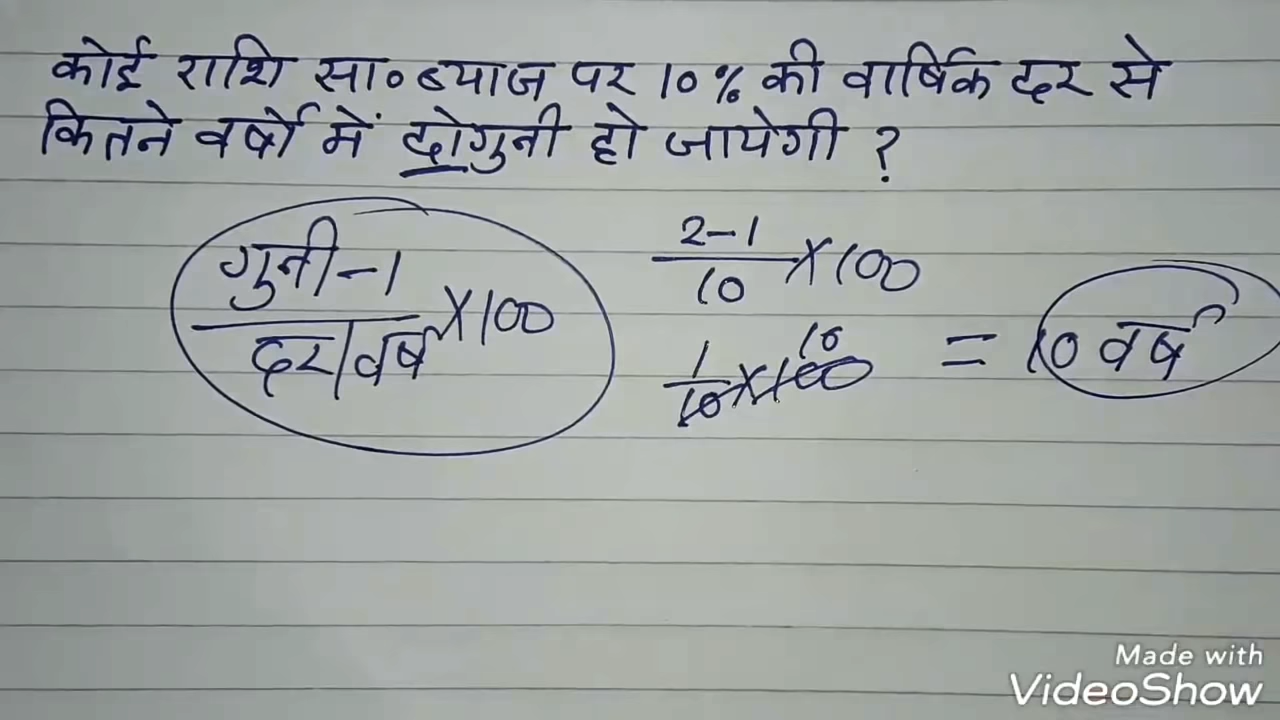 कोई राशि सा० ब्याज पर 10% की वार्षिक दर से
कितने वर्षो में दोगुनी हो जायेगी ?
गुनी-1
दर/वर्ष ×100
2-1
10 ×100
1 10
10×100 = 10 वर्ष
Made with
VideoShow